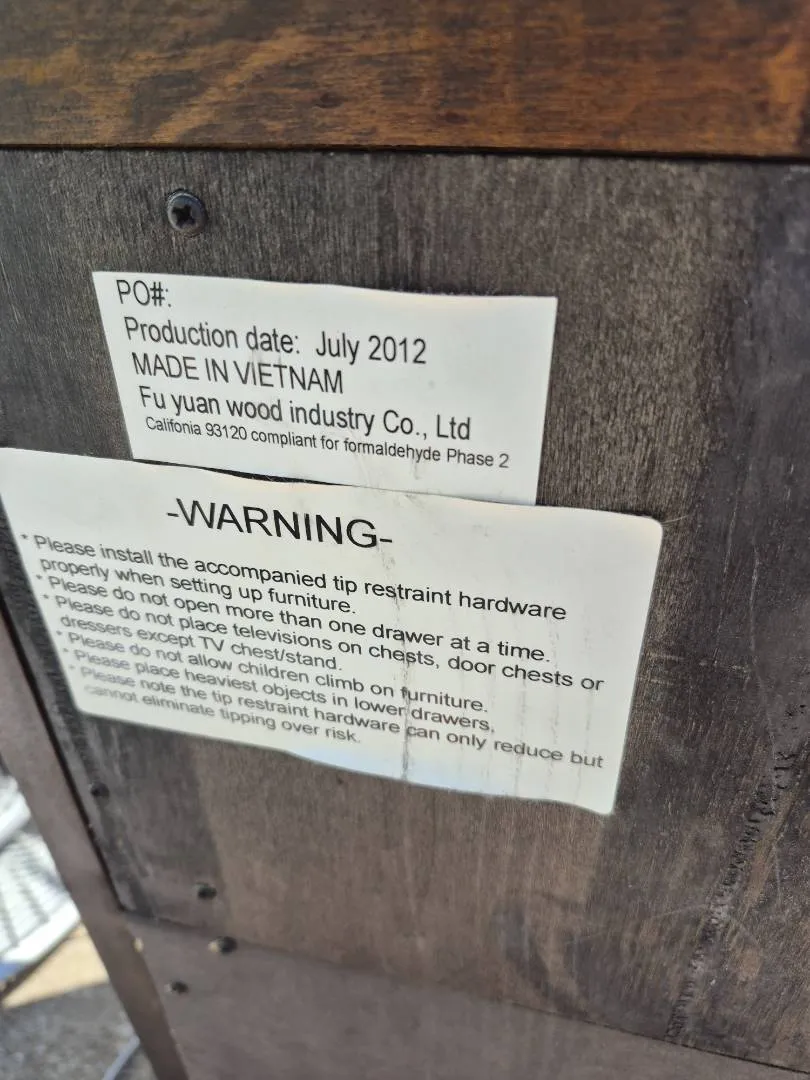 PO#:
Production date: July 2012
MADE IN VIETNAM
Fu yuan wood industry Co., Ltd
Califonia 93120 compliant for formaldehyde Phase 2
-WARNING-
* Please install the accompanied tip restraint hardware
properly when setting up furniture.
* Please do not open more than one drawer at a time.
* Please do not place televisions on chests, door chests or
dressers except TV chest/stand.
* Please do not allow children climb on furniture.
* Please place heaviest objects in lower drawers,
* Please note the tip restraint hardware can only reduce but
cannot eliminate tipping over risk.